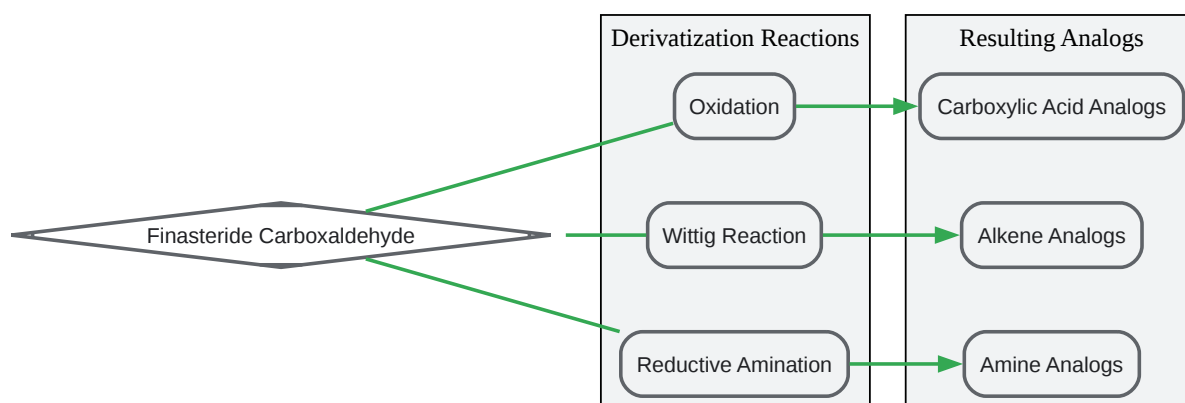 Derivatization Reactions
Resulting Analogs
Oxidation
Carboxylic Acid Analogs
Finasteride Carboxaldehyde
Wittig Reaction
Alkene Analogs
Reductive Amination
Amine Analogs